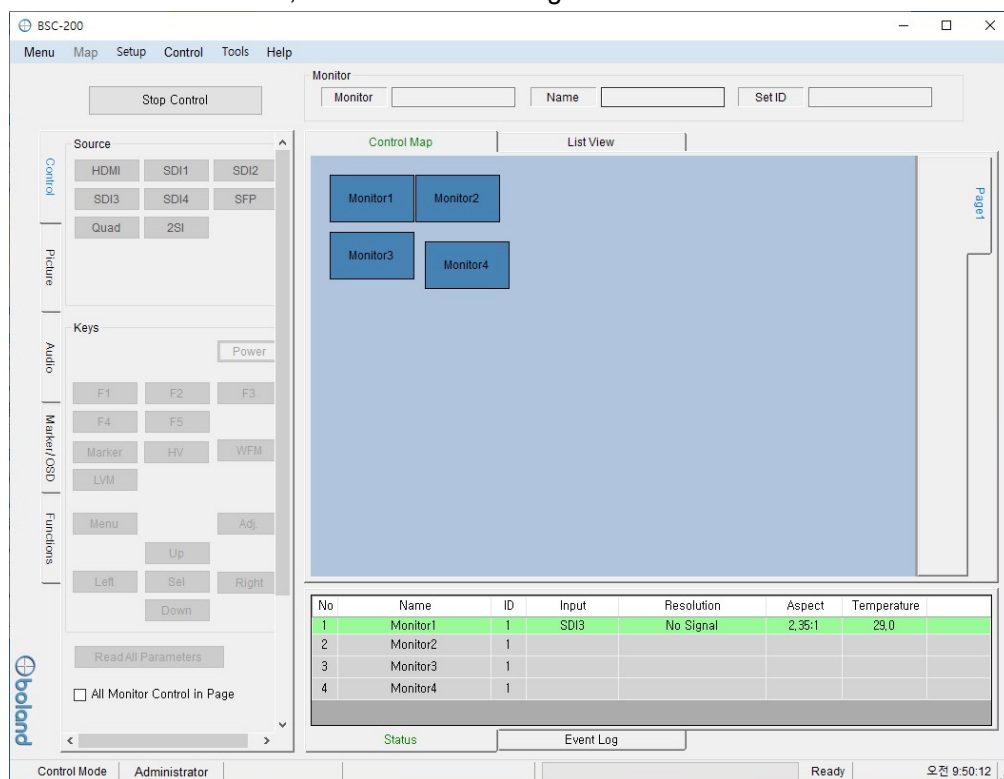 BSC-200
Menu Map Setup Control Tools Help
Stop Control
Monitor
Monitor Name Set ID
Control
Picture
Audio
Marker/OSD
Functions
Source
HDMI SDI1 SDI2
SDI3 SDI4 SFP
Quad 2SI
Keys
Power
F1 F2 F3
F4 F5
Marker HV WFM
LVM
Menu Adj.
Up
Left Sel Right
Down
Read All Parameters
All Monitor Control in Page
boland
Control Map List View
Monitor1 Monitor2
Monitor3 Monitor4
Page1
No Name ID Input Resolution Aspect Temperature
1 Monitor1 1 SDI3 No Signal 2,35:1 29,0
2 Monitor2 1
3 Monitor3 1
4 Monitor4 1
Status Event Log
Control Mode Administrator Ready 오전 9:50:12